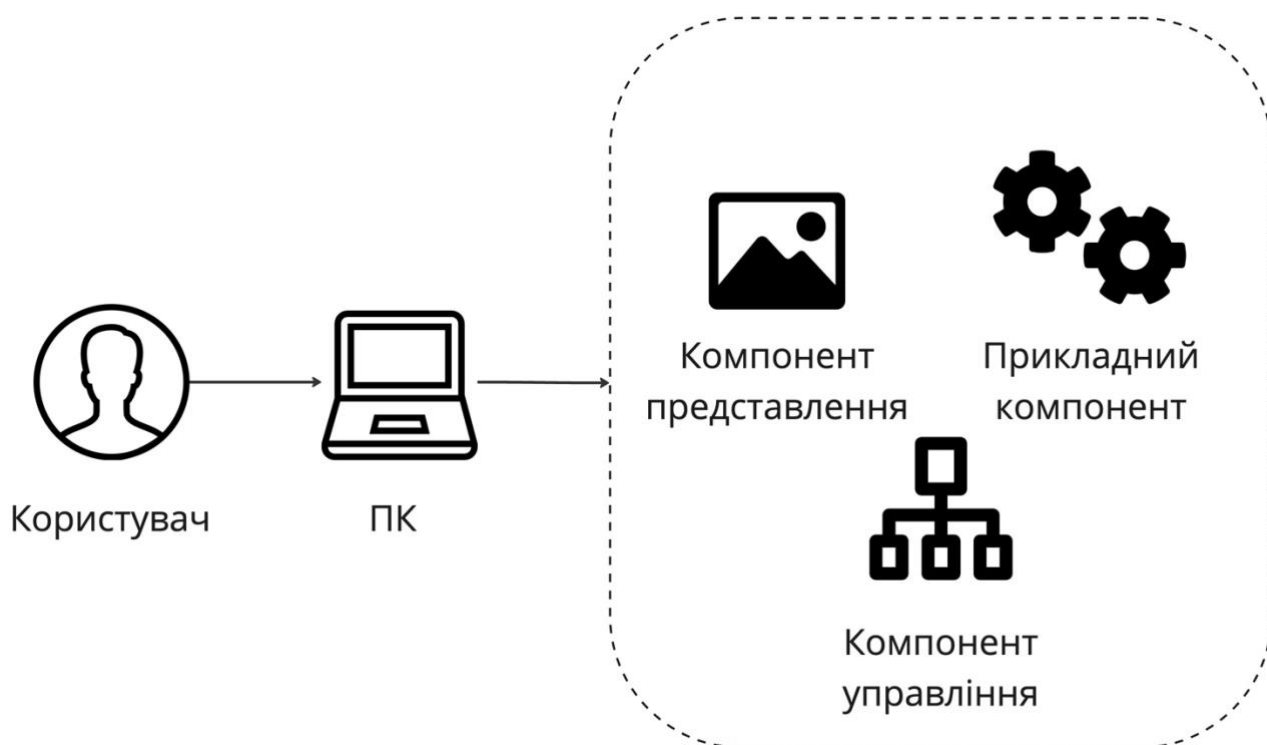 Компонент
представлення
Прикладний
компонент
Користувач
ПК
Компонент
управління